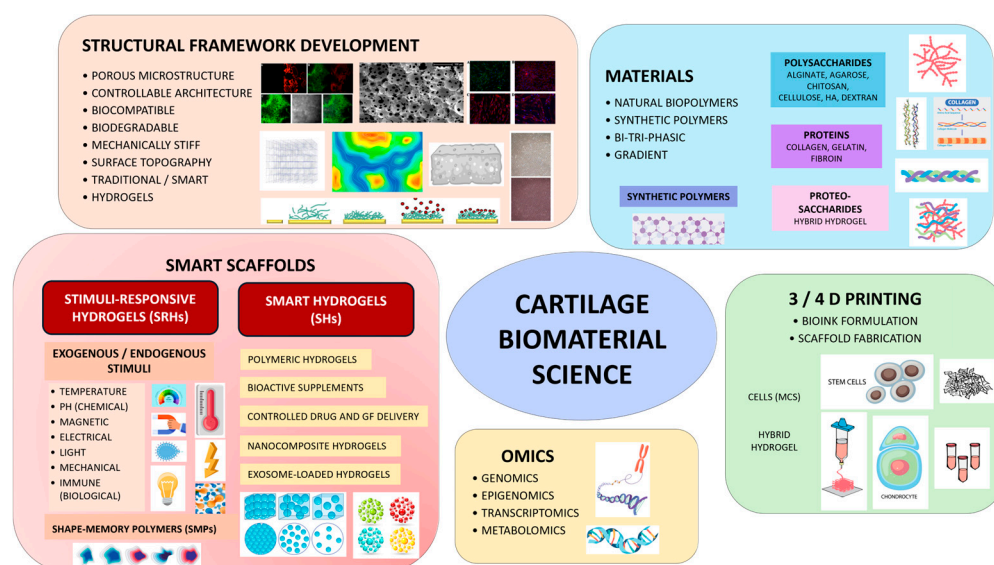 STRUCTURAL FRAMEWORK DEVELOPMENT
• POROUS MICROSTRUCTURE
• CONTROLLABLE ARCHITECTURE
• BIOCOMPATIBLE
• BIODEGRADABLE
• MECHANICALLY STIFF
• SURFACE TOPOGRAPHY
• TRADITIONAL / SMART
• HYDROGELS
MATERIALS
• NATURAL BIOPOLYMERS
• SYNTHETIC POLYMERS
• BI-TRI-PHASIC
• GRADIENT
SYNTHETIC POLYMERS
POLYSACCHARIDES
ALGINATE, AGAROSE,
CHITOSAN,
CELLULOSE, HA, DEXTRAN
PROTEINS
COLLAGEN, GELATIN,
FIBROIN
PROTEO-
SACCHARIDES
HYBRID HYDROGEL
COLLAGEN
SMART SCAFFOLDS
STIMULI-RESPONSIVE
HYDROGELS (SRHs)
EXOGENOUS / ENDOGENOUS
STIMULI
• TEMPERATURE
• PH (CHEMICAL)
• MAGNETIC
• ELECTRICAL
• LIGHT
• MECHANICAL
• IMMUNE
(BIOLOGICAL)
SHAPE-MEMORY POLYMERS (SMPs)
SMART HYDROGELS
(SHs)
POLYMERIC HYDROGELS
BIOACTIVE SUPPLEMENTS
CONTROLLED DRUG AND GF DELIVERY
NANOCOMPOSITE HYDROGELS
EXOSOME-LOADED HYDROGELS
CARTILAGE
BIOMATERIAL
SCIENCE
OMICS
• GENOMICS
• EPIGENOMICS
• TRANSCRIPTOMICS
• METABOLOMICS
3 / 4 D PRINTING
• BIOINK FORMULATION
• SCAFFOLD FABRICATION
CELLS (MCS)
STEM CELLS
HYBRID
HYDROGEL
CHONDROCYTE